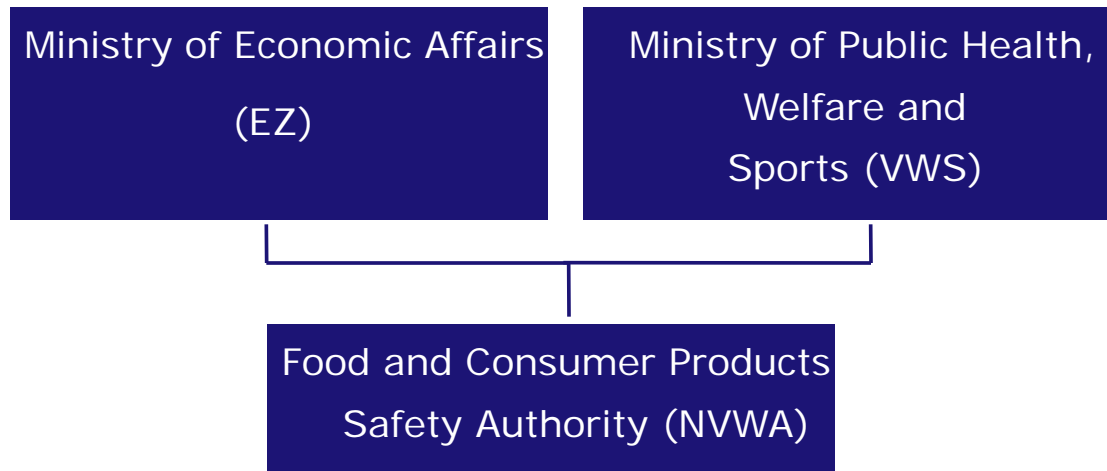 Ministry of Economic Affairs
(EZ)
Ministry of Public Health,
Welfare and
Sports (VWS)
Food and Consumer Products
Safety Authority (NVWA)